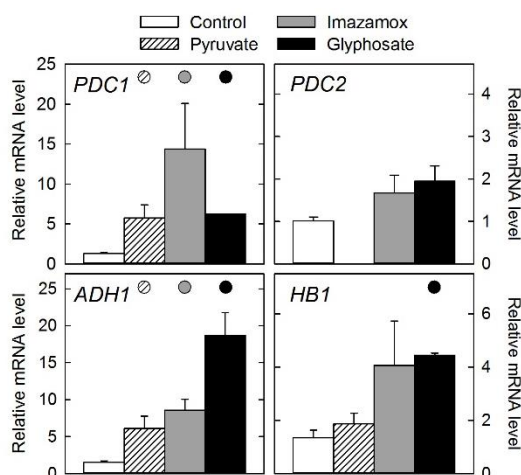 Control Imazamox
Pyruvate Glyphosate
Relative mRNA level
25
20
15
10
5
0
PDC1
PDC2
4
3
2
1
0
Relative mRNA level
Relative mRNA level
25
20
15
10
5
0
ADH1
HB1
6
4
2
0
Relative mRNA level